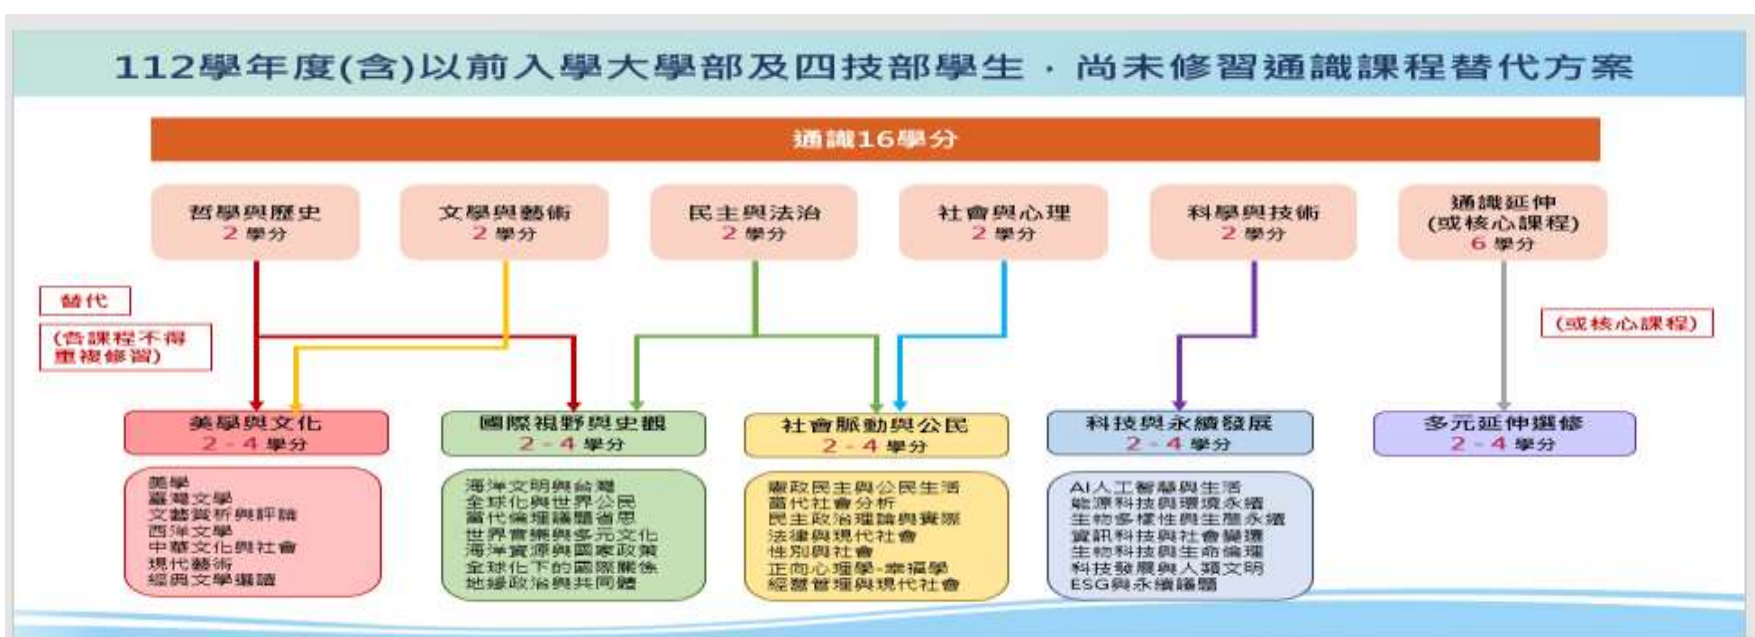 112學年度(含)以前入學大學部及四技部學生，尚未修習通識課程替代方案
通識16學分
哲學與歷史
2 學分
文學與藝術
2 學分
民主與法治
2 學分
社會與心理
2 學分
科學與技術
2 學分
通識延伸
(或核心課程)
6 學分
替代
(各課程不得
重複修習)
(或核心課程)
美學與文化
2 - 4 學分
國際視野與史觀
2 - 4 學分
社會脈動與公民
2 - 4 學分
科技與永續發展
2 - 4 學分
多元延伸選修
2 - 4 學分
美學
臺灣文學
文藝賞析與評論
西洋文學
中華文化與社會
現代藝術
經典文學選讀
海洋文明與台灣
全球化與世界公民
當代倫理議題省思
世界音樂與多元文化
海洋資源與國家政策
全球化下的國際關係
地緣政治與共同體
憲政民主與公民生活
當代社會分析
民主政治理論與實際
法律與現代社會
性別與社會
正向心理學-幸福學
經營管理與現代社會
AI人工智慧與生活
能源科技與環境永續
生物多樣性與生態永續
資訊科技與社會變遷
生物科技與生命倫理
科技發展與人類文明
ESG與永續議題